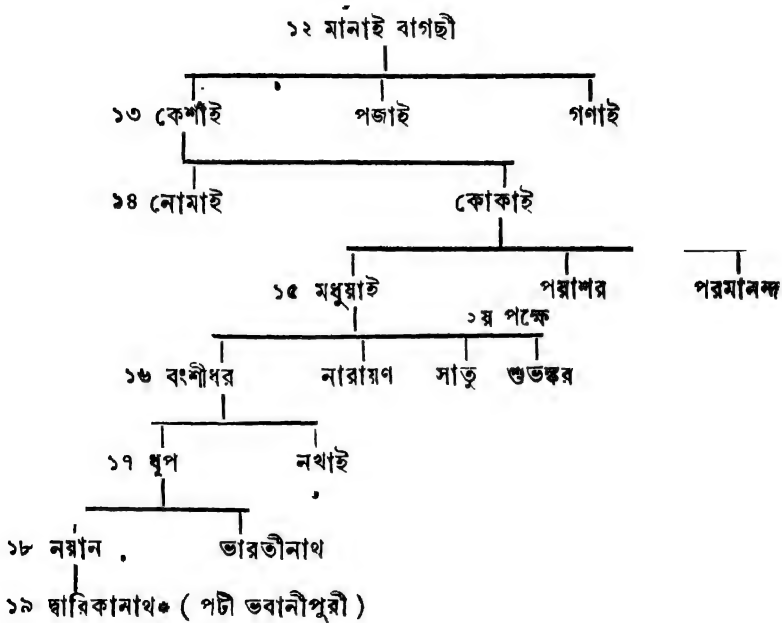 ১২ মানাই বাগছী
১৩ কেশাই পজাই গণাই
১৪ নোমাই কোকাই
১৫ মধুয়াই পরাশর পরমানন্দ
২য় পক্ষে
১৬ বংশীধর নারায়ণ সাতু শুভঙ্কর
১৭ ধূপ নথাই
১৮ নয়ান ভারতীনাথ
১৯ দ্বারিকানাথ* ( পটী ভবানীপুরী )